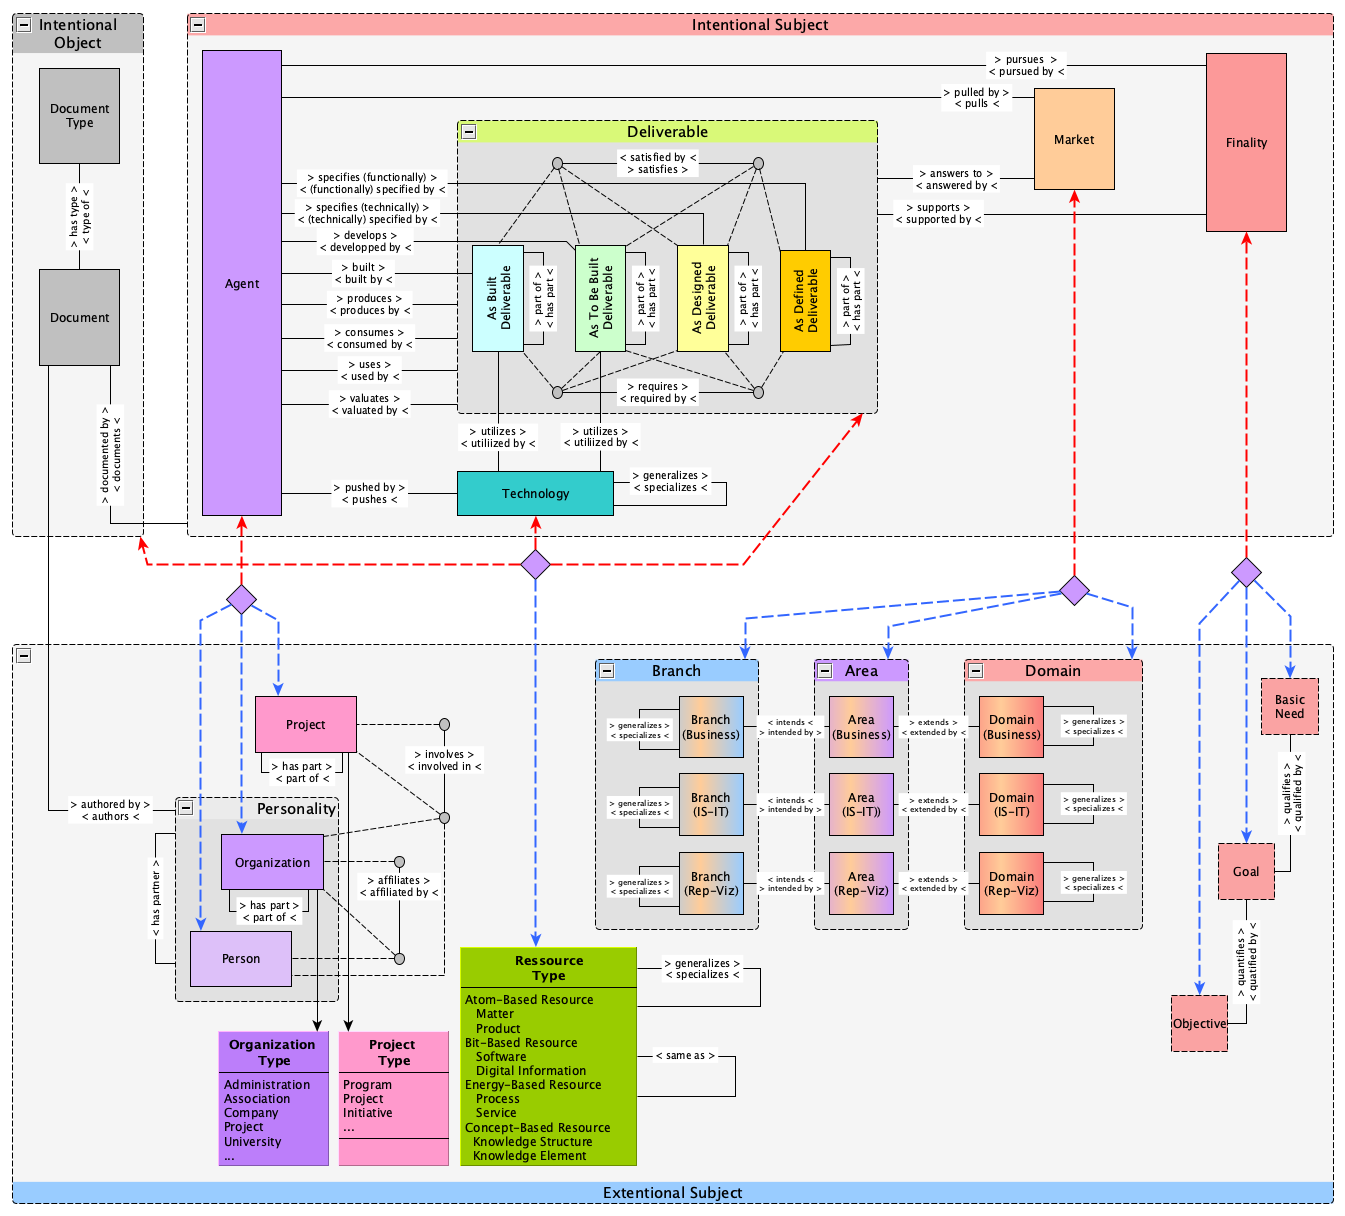 Intentional
Object
Intentional Subject
Document
Type
> has type >
< type of <
Document
> documented by >
< documents <
Agent
> pursues  >
< pursued by <
> pulled by >
< pulls <
Market
Finality
Deliverable
< satisfied by <
> satisfies >
> specifies (functionally) >
< (functionally) specified by <
> specifies (technically) >
< (technically) specified by <
> develops >
< developped by <
> built >
< built by <
> produces >
< produces by <
> consumes >
< consumed by <
> uses >
< used by <
> valuates >
< valuated by <
> answers to >
< answered by <
> supports >
< supported by <
As Built
Deliverable
> part of >
< has part <
As To Be Built
Deliverable
> part of >
< has part <
As Designed
Deliverable
> part of >
< has part <
As Defined
Deliverable
> part of >
< has part <
> requires >
< required by <
> utilizes >
< utiliized by <
> utilizes >
< utiliized by <
> pushed by >
< pushes <
Technology
> generalizes >
< specializes <
Project
> has part >
< part of <
> involves >
< involved in <
> authored by >
< authors <
Personality
< has partner >
Organization
> has part >
< part of <
> affiliates >
< affiliated by <
Person
Organization
Type
Administration
Association
Company
Project
University
...
Project
Type
Program
Project
Initiative
...
Ressource
Type
Atom-Based Resource
Matter
Product
Bit-Based Resource
Software
Digital Information
Energy-Based Resource
Process
Service
Concept-Based Resource
Knowledge Structure
Knowledge Element
> generalizes >
< specializes <
< same as >
Branch
Area
Domain
> generalizes >
< specializes <
Branch
(Business)
< intends <
> intended by >
Area
(Business)
> extends >
< extended by <
Domain
(Business)
> generalizes >
< specializes <
> generalizes >
< specializes <
Branch
(IS-IT)
< intends <
> intended by >
Area
(IS-IT))
> extends >
< extended by <
Domain
(IS-IT)
> generalizes >
< specializes <
> generalizes >
< specializes <
Branch
(Rep-Viz)
< intends <
> intended by >
Area
(Rep-Viz)
> extends >
< extended by <
Domain
(Rep-Viz)
> generalizes >
< specializes <
Basic
Need
> qualifies >
< qualified by <
Goal
> quantifies >
< quatified by <
Objective
Extentional Subject